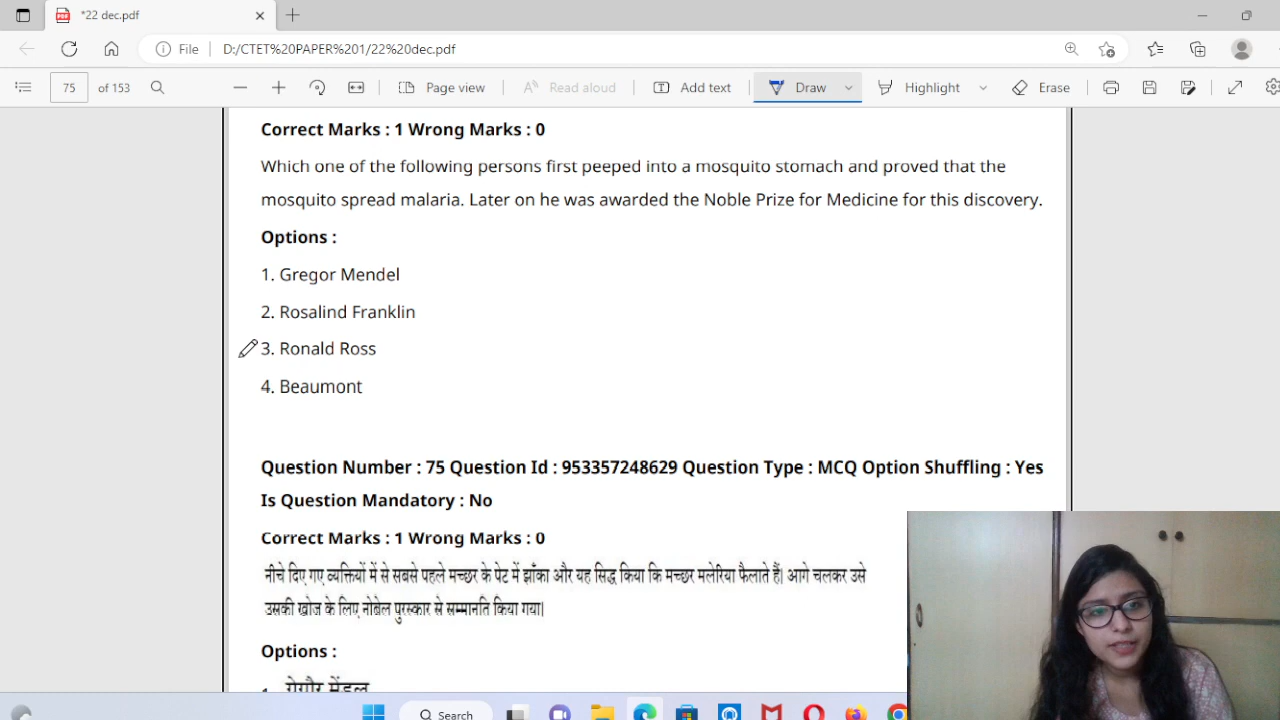 *22 dec.pdf
File
D:/CTET%20PAPER%201/22%20dec.pdf
75 of 153
Page view
Read aloud
Add text
Draw
Highlight
Erase
Correct Marks : 1 Wrong Marks : 0
Which one of the following persons first peeped into a mosquito stomach and proved that the
mosquito spread malaria. Later on he was awarded the Noble Prize for Medicine for this discovery.
Options :
1. Gregor Mendel
2. Rosalind Franklin
3. Ronald Ross
4. Beaumont
Question Number : 75 Question Id : 953357248629 Question Type : MCQ Option Shuffling : Yes
Is Question Mandatory : No
Correct Marks : 1 Wrong Marks : 0
नीचे दिए गए व्यक्तियों में से सबसे पहले मच्छर के पेट में झाँका और यह सिद्ध किया कि मच्छर मलेरिया फैलाते हैं। आगे चलकर उसे
उसकी खोज के लिए नोबेल पुरस्कार से सम्मानति किया गया।
Options :
Search